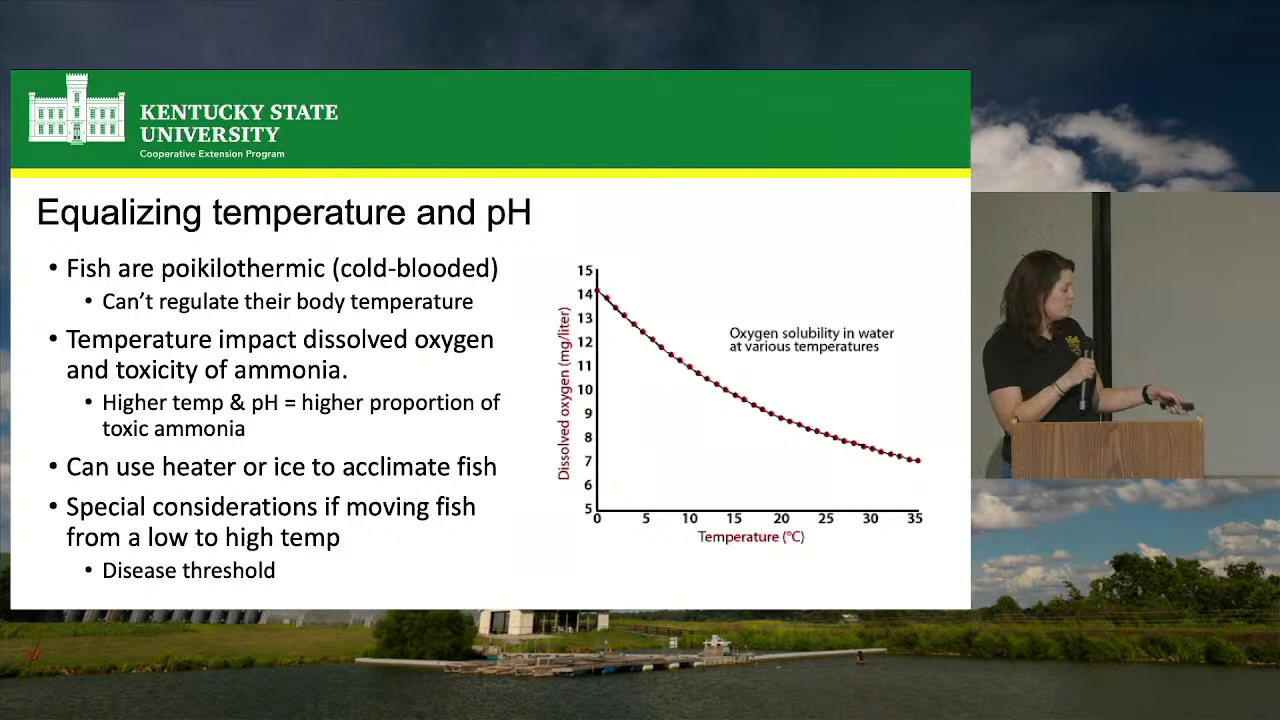 KENTUCKY STATE
UNIVERSITY
Cooperative Extension Program
Equalizing temperature and pH
• Fish are poikilothermic (cold-blooded)
• Can’t regulate their body temperature
• Temperature impact dissolved oxygen
and toxicity of ammonia.
• Higher temp & pH = higher proportion of
toxic ammonia
• Can use heater or ice to acclimate fish
• Special considerations if moving fish
from a low to high temp
• Disease threshold
Oxygen solubility in water
at various temperatures
Dissolved oxygen (mg/liter)
15
14
13
12
11
10
9
8
7
6
5
0 5 10 15 20 25 30 35
Temperature (°C)